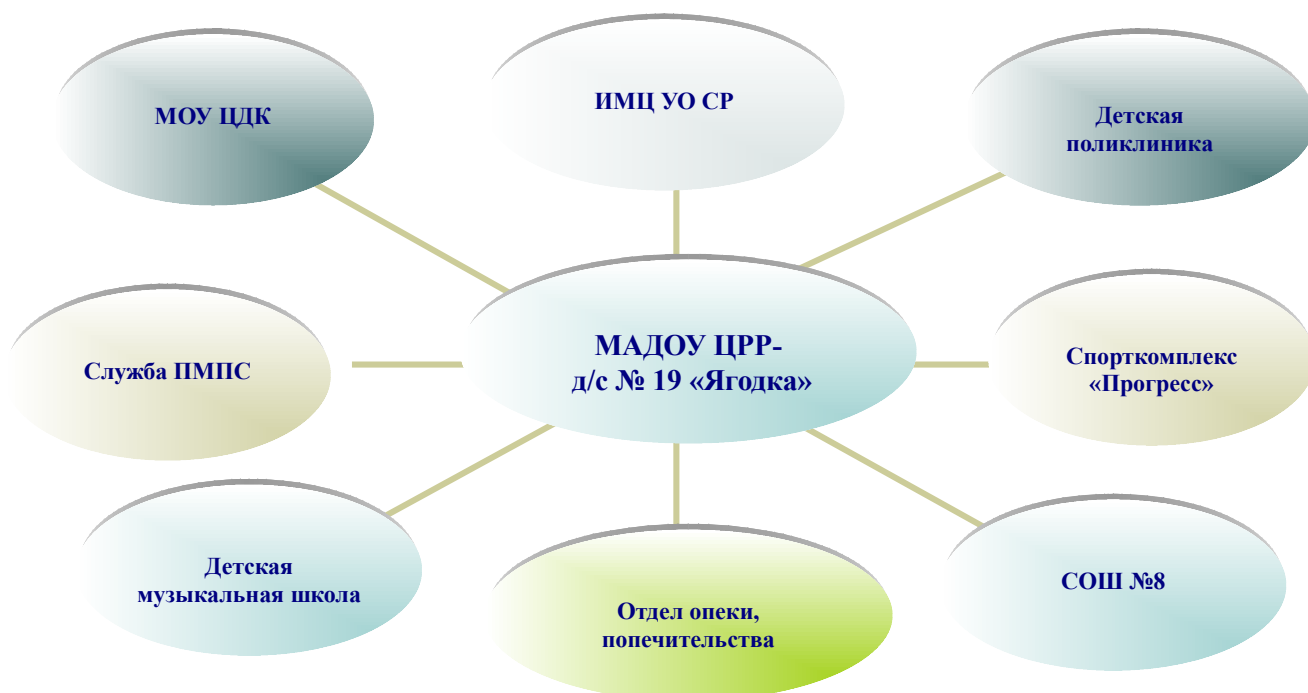 МОУ ЦДК
ИМЦ УО СР
Детская
поликлиника
Служба ПМПС
МАДОУ ЦРР-
д/с № 19 «Ягодка»
Спорткомплекс
«Прогресс»
Детская
музыкальная школа
Отдел опеки,
попечительства
СОШ №8